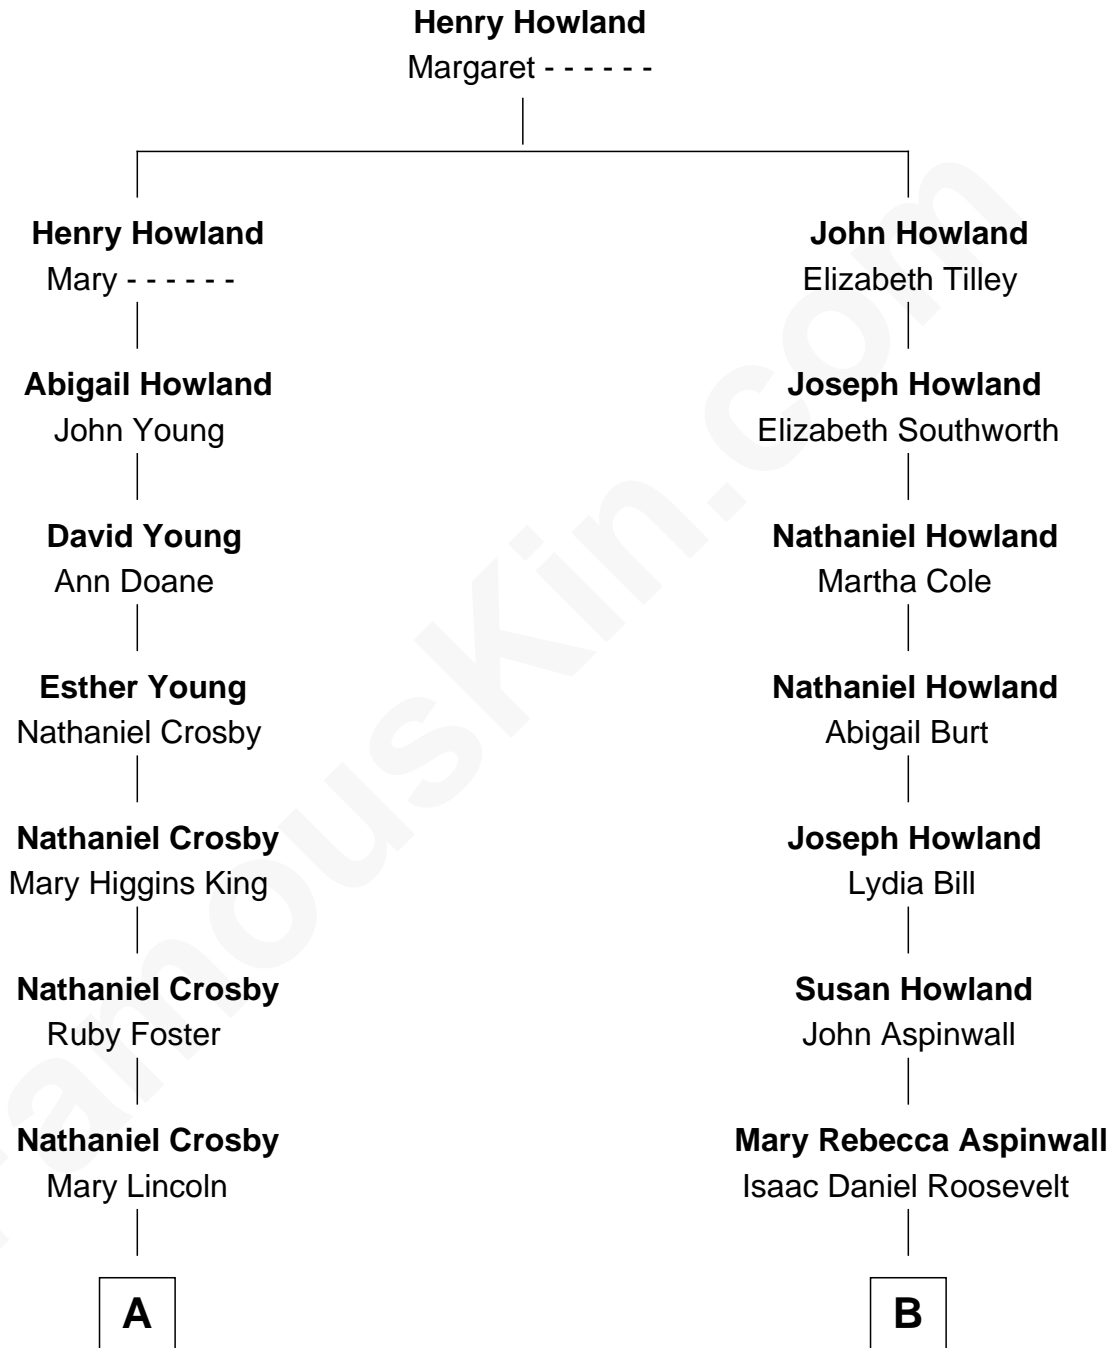 Henry Howland
Margaret - - - - - -
Henry Howland
Mary - - - - - -
John Howland
Elizabeth Tilley
Abigail Howland
John Young
Joseph Howland
Elizabeth Southworth
David Young
Ann Doane
Nathaniel Howland
Martha Cole
Esther Young
Nathaniel Crosby
Nathaniel Howland
Abigail Burt
Nathaniel Crosby
Mary Higgins King
Joseph Howland
Lydia Bill
Nathaniel Crosby
Ruby Foster
Susan Howland
John Aspinwall
Nathaniel Crosby
Mary Lincoln
Mary Rebecca Aspinwall
Isaac Daniel Roosevelt
A
B
FamousKin.com